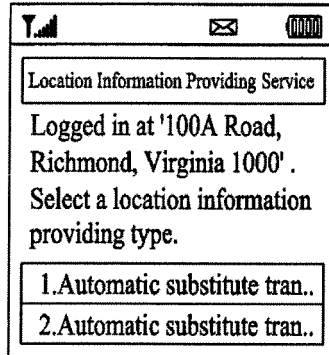 Location Information Providing Service
Logged in at '100A Road,
Richmond, Virginia 1000' .
Select a location information
providing type.
1.Automatic substitute tran..
2.Automatic substitute tran..